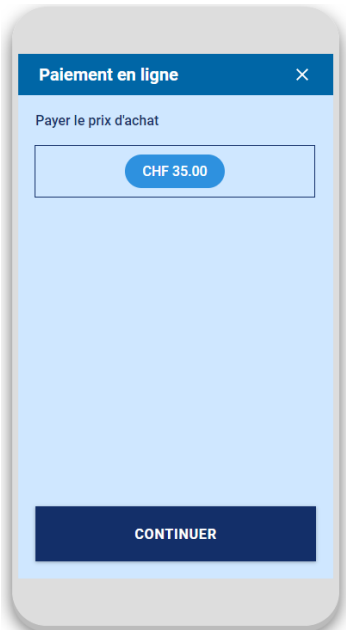 Paiement en ligne
Payer le prix d'achat
CHF 35.00
CONTINUER